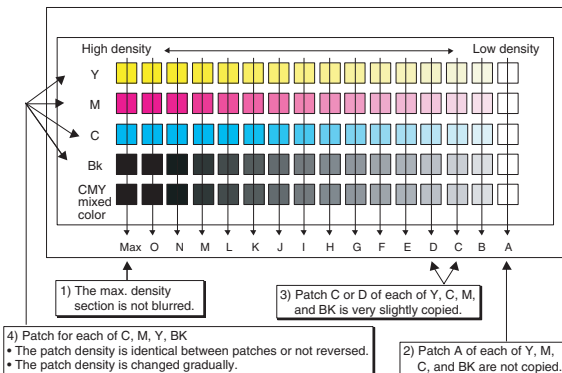 High density Low density
Y
M
C
Bk
CMY
mixed
color
Max O N M L K J I H G F E D C B A
1) The max. density
section is not blurred.
3) Patch C or D of each of Y, C, M,
and BK is very slightly copied.
4) Patch for each of C, M, Y, BK
• The patch density is identical between patches or not reversed.
• The patch density is changed gradually.
2) Patch A of each of Y, M,
C, and BK are not copied.